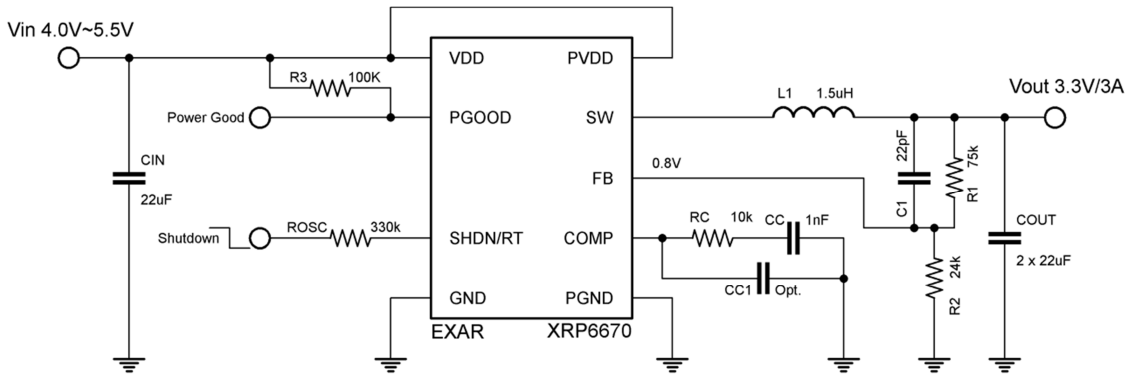 Vin 4.0V~5.5V
VDD
PVDD
R3
100K
L1
1.5uH
Vout 3.3V/3A
Power Good
PGOOD
SW
22pF
75k
CIN
0.8V
FB
22uF
C1
R1
ROSC
330k
RC
10k
CC
1nF
COUT
Shutdown
SHDN/RT
COMP
2 x 22uF
24k
CC1
Opt.
GND
PGND
R2
EXAR
XRP6670